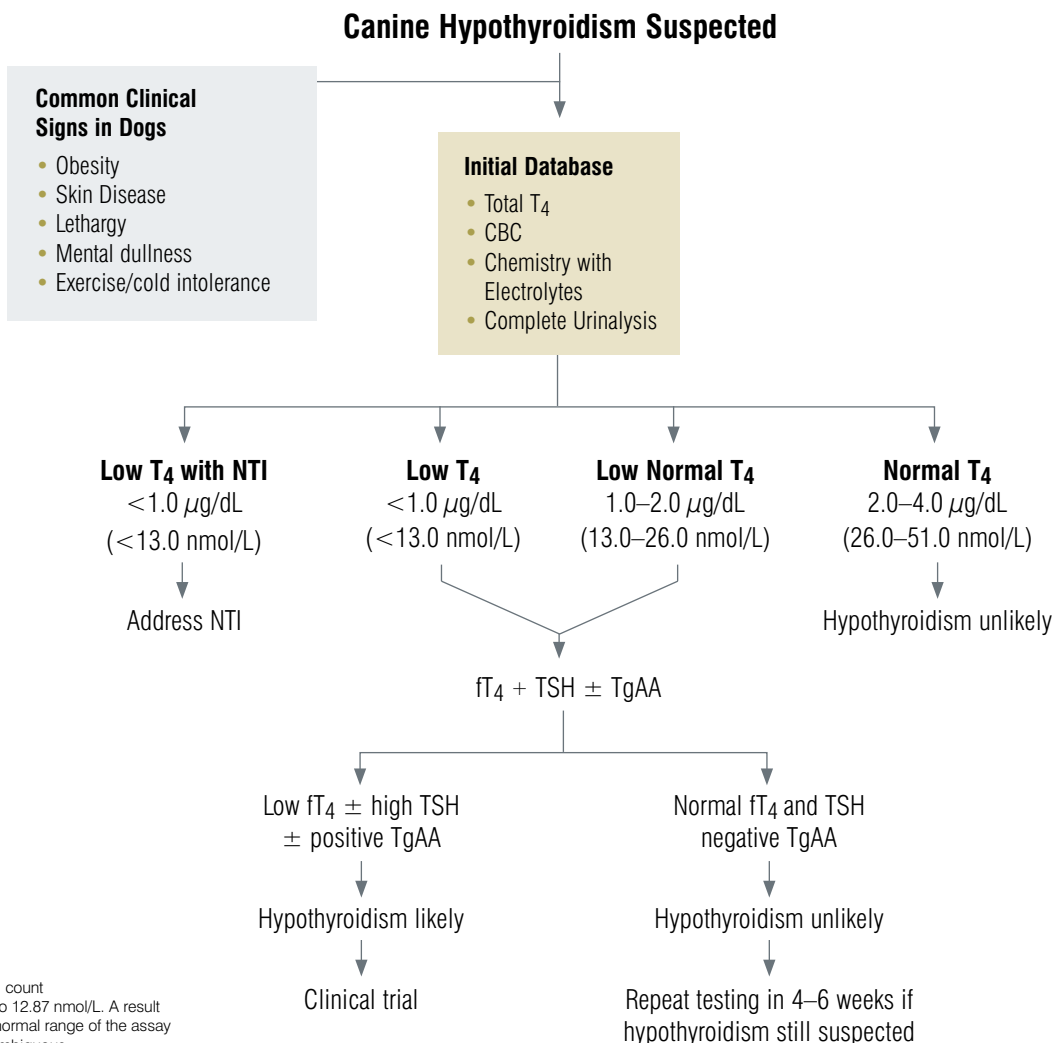 Canine Hypothyroidism Suspected
Common Clinical
Signs in Dogs
• Obesity
• Skin Disease
• Lethargy
• Mental dullness
• Exercise/cold intolerance
Initial Database
• Total T4
• CBC
• Chemistry with
Electrolytes
• Complete Urinalysis
Low T4 with NTI
<1.0 µg/dL
(<13.0 nmol/L)
Address NTI
Low T4
<1.0 µg/dL
(<13.0 nmol/L)
Low Normal T4
1.0–2.0 µg/dL
(13.0–26.0 nmol/L)
Normal T4
2.0–4.0 µg/dL
(26.0–51.0 nmol/L)
Hypothyroidism unlikely
fT4 + TSH ± TgAA
Low fT4 ± high TSH
± positive TgAA
Hypothyroidism likely
Clinical trial
Normal fT4 and TSH
negative TgAA
Hypothyroidism unlikely
Repeat testing in 4–6 weeks if
hypothyroidism still suspected
count
o 12.87 nmol/L. A result
normal range of the assay